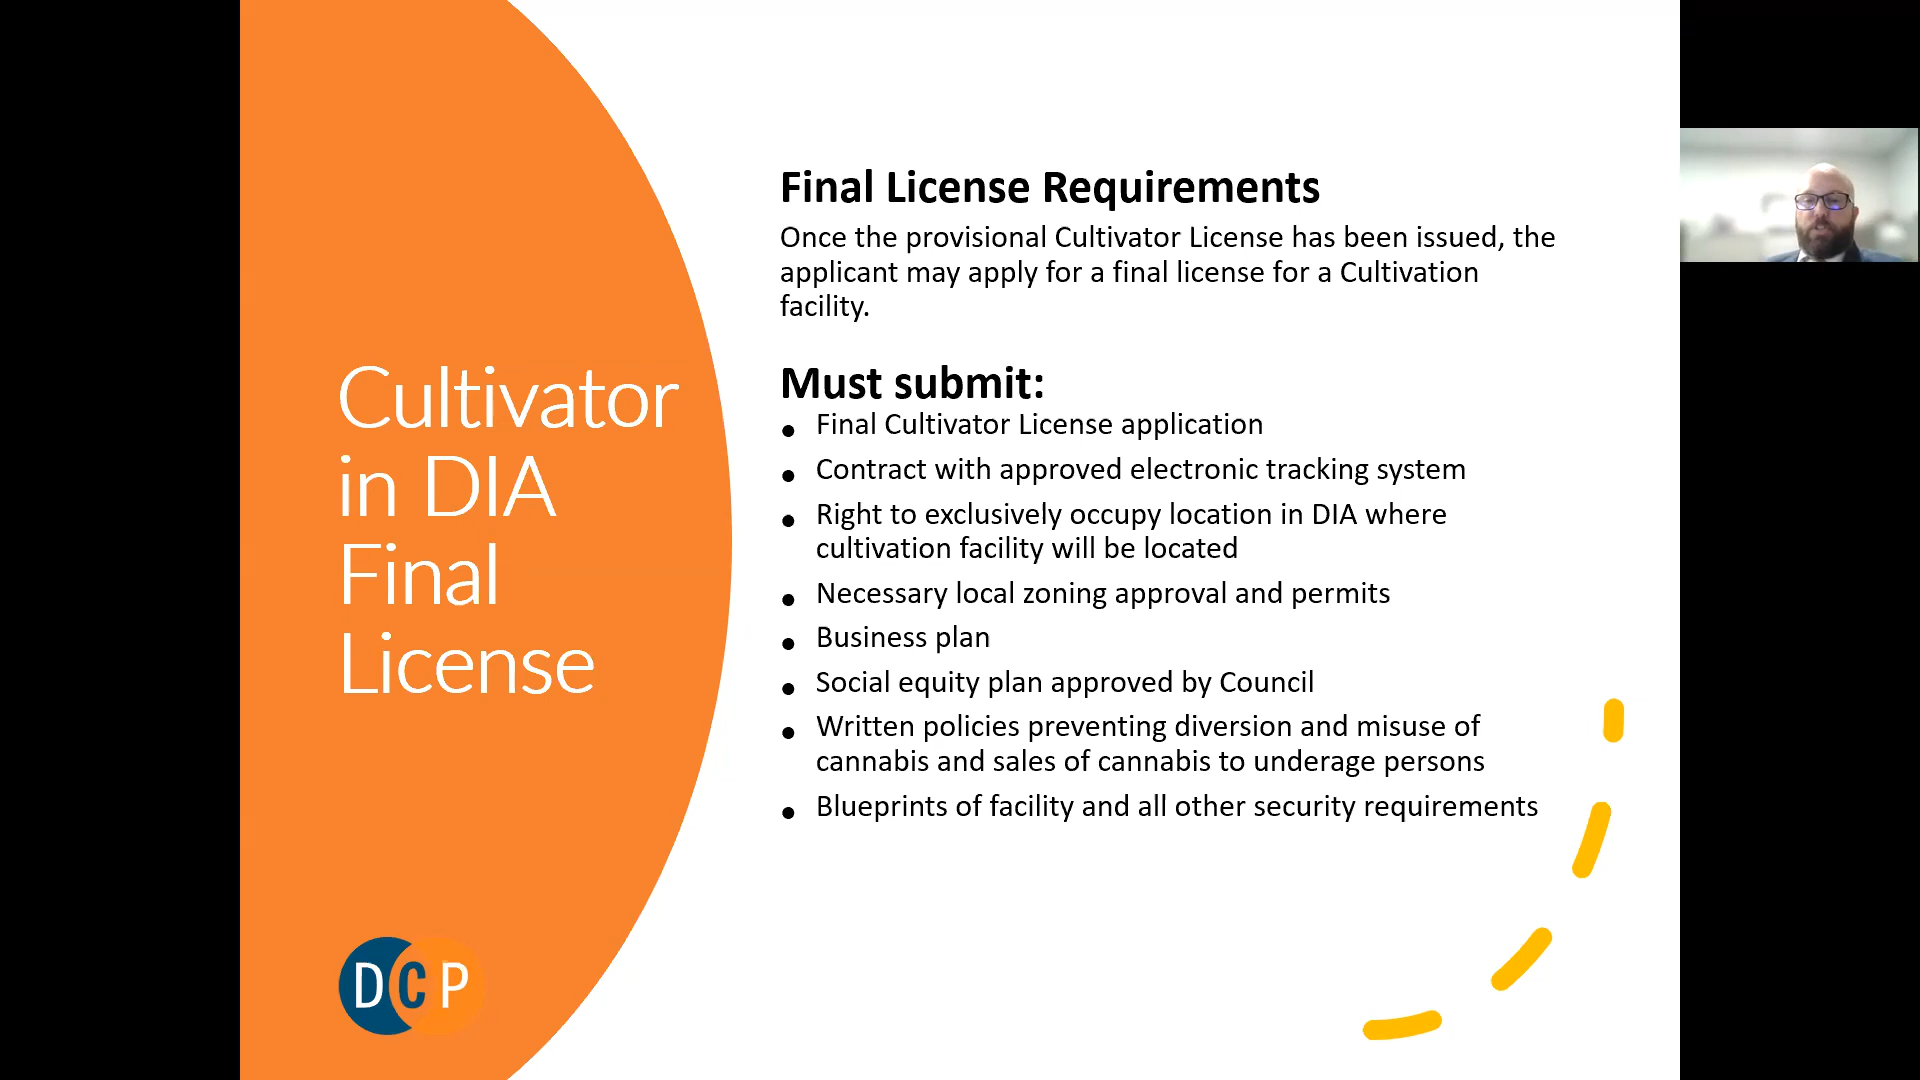 Cultivator
in DIA
Final
License
DCP
Final License Requirements
Once the provisional Cultivator License has been issued, the
applicant may apply for a final license for a Cultivation
facility.
Must submit:
● Final Cultivator License application
● Contract with approved electronic tracking system
● Right to exclusively occupy location in DIA where
cultivation facility will be located
● Necessary local zoning approval and permits
● Business plan
● Social equity plan approved by Council
● Written policies preventing diversion and misuse of
cannabis and sales of cannabis to underage persons
● Blueprints of facility and all other security requirements